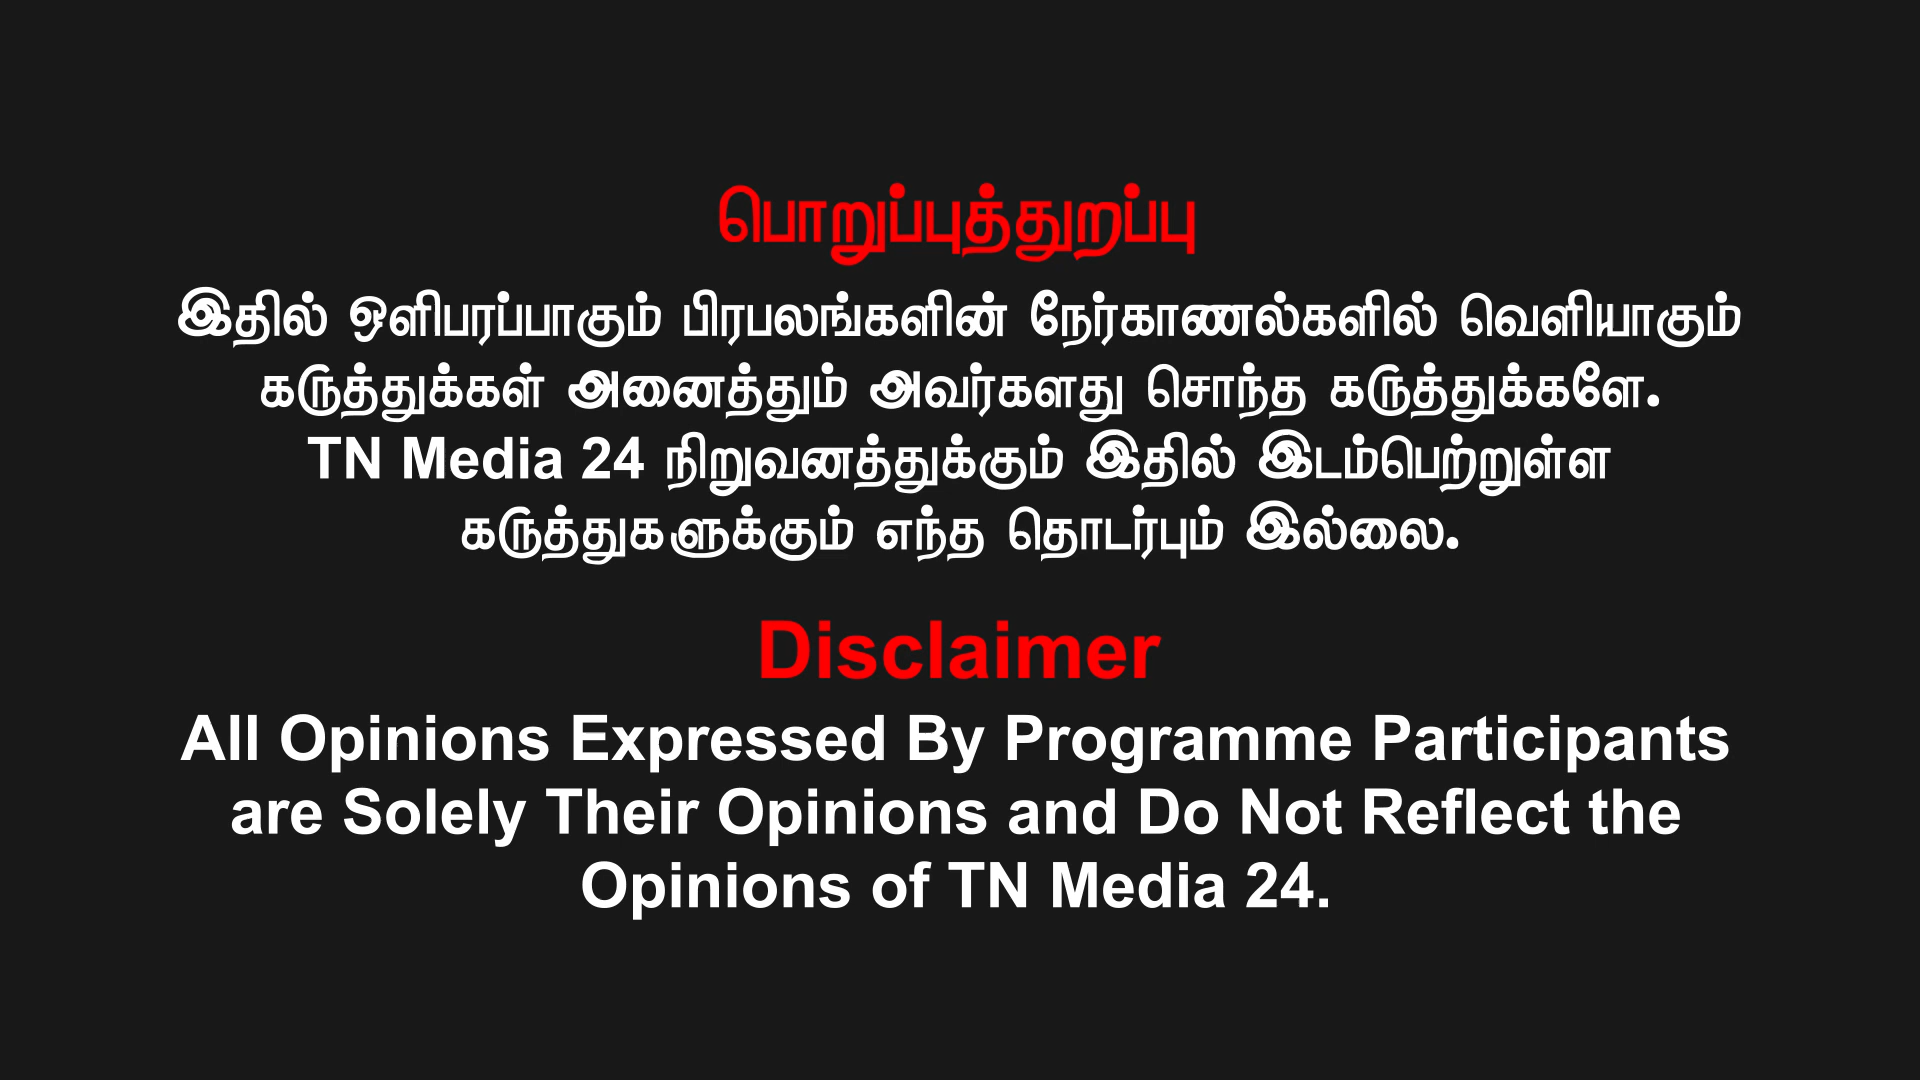 பொறுப்புத்துறப்பு
இதில் ஒளிபரப்பாகும் பிரபலங்களின் நேர்காணல்களில் வெளியாகும்
கருத்துக்கள் அனைத்தும் அவர்களது சொந்த கருத்துக்களே.
TN Media 24 நிறுவனத்துக்கும் இதில் இடம்பெற்றுள்ள
கருத்துகளுக்கும் எந்த தொடர்பும் இல்லை.
Disclaimer
All Opinions Expressed By Programme Participants
are Solely Their Opinions and Do Not Reflect the
Opinions of TN Media 24.